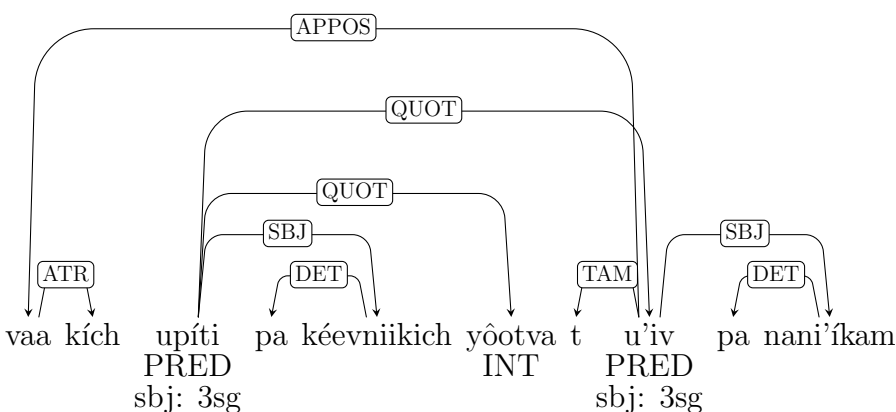 APPOS
QUOT
QUOT
SBJ SBJ
ATR DET TAM DET
vaa kích upíti pa kéevniikich yôotva t u'iv pa nani'íkam
PRED INT PRED
sbj: 3sg sbj: 3sg